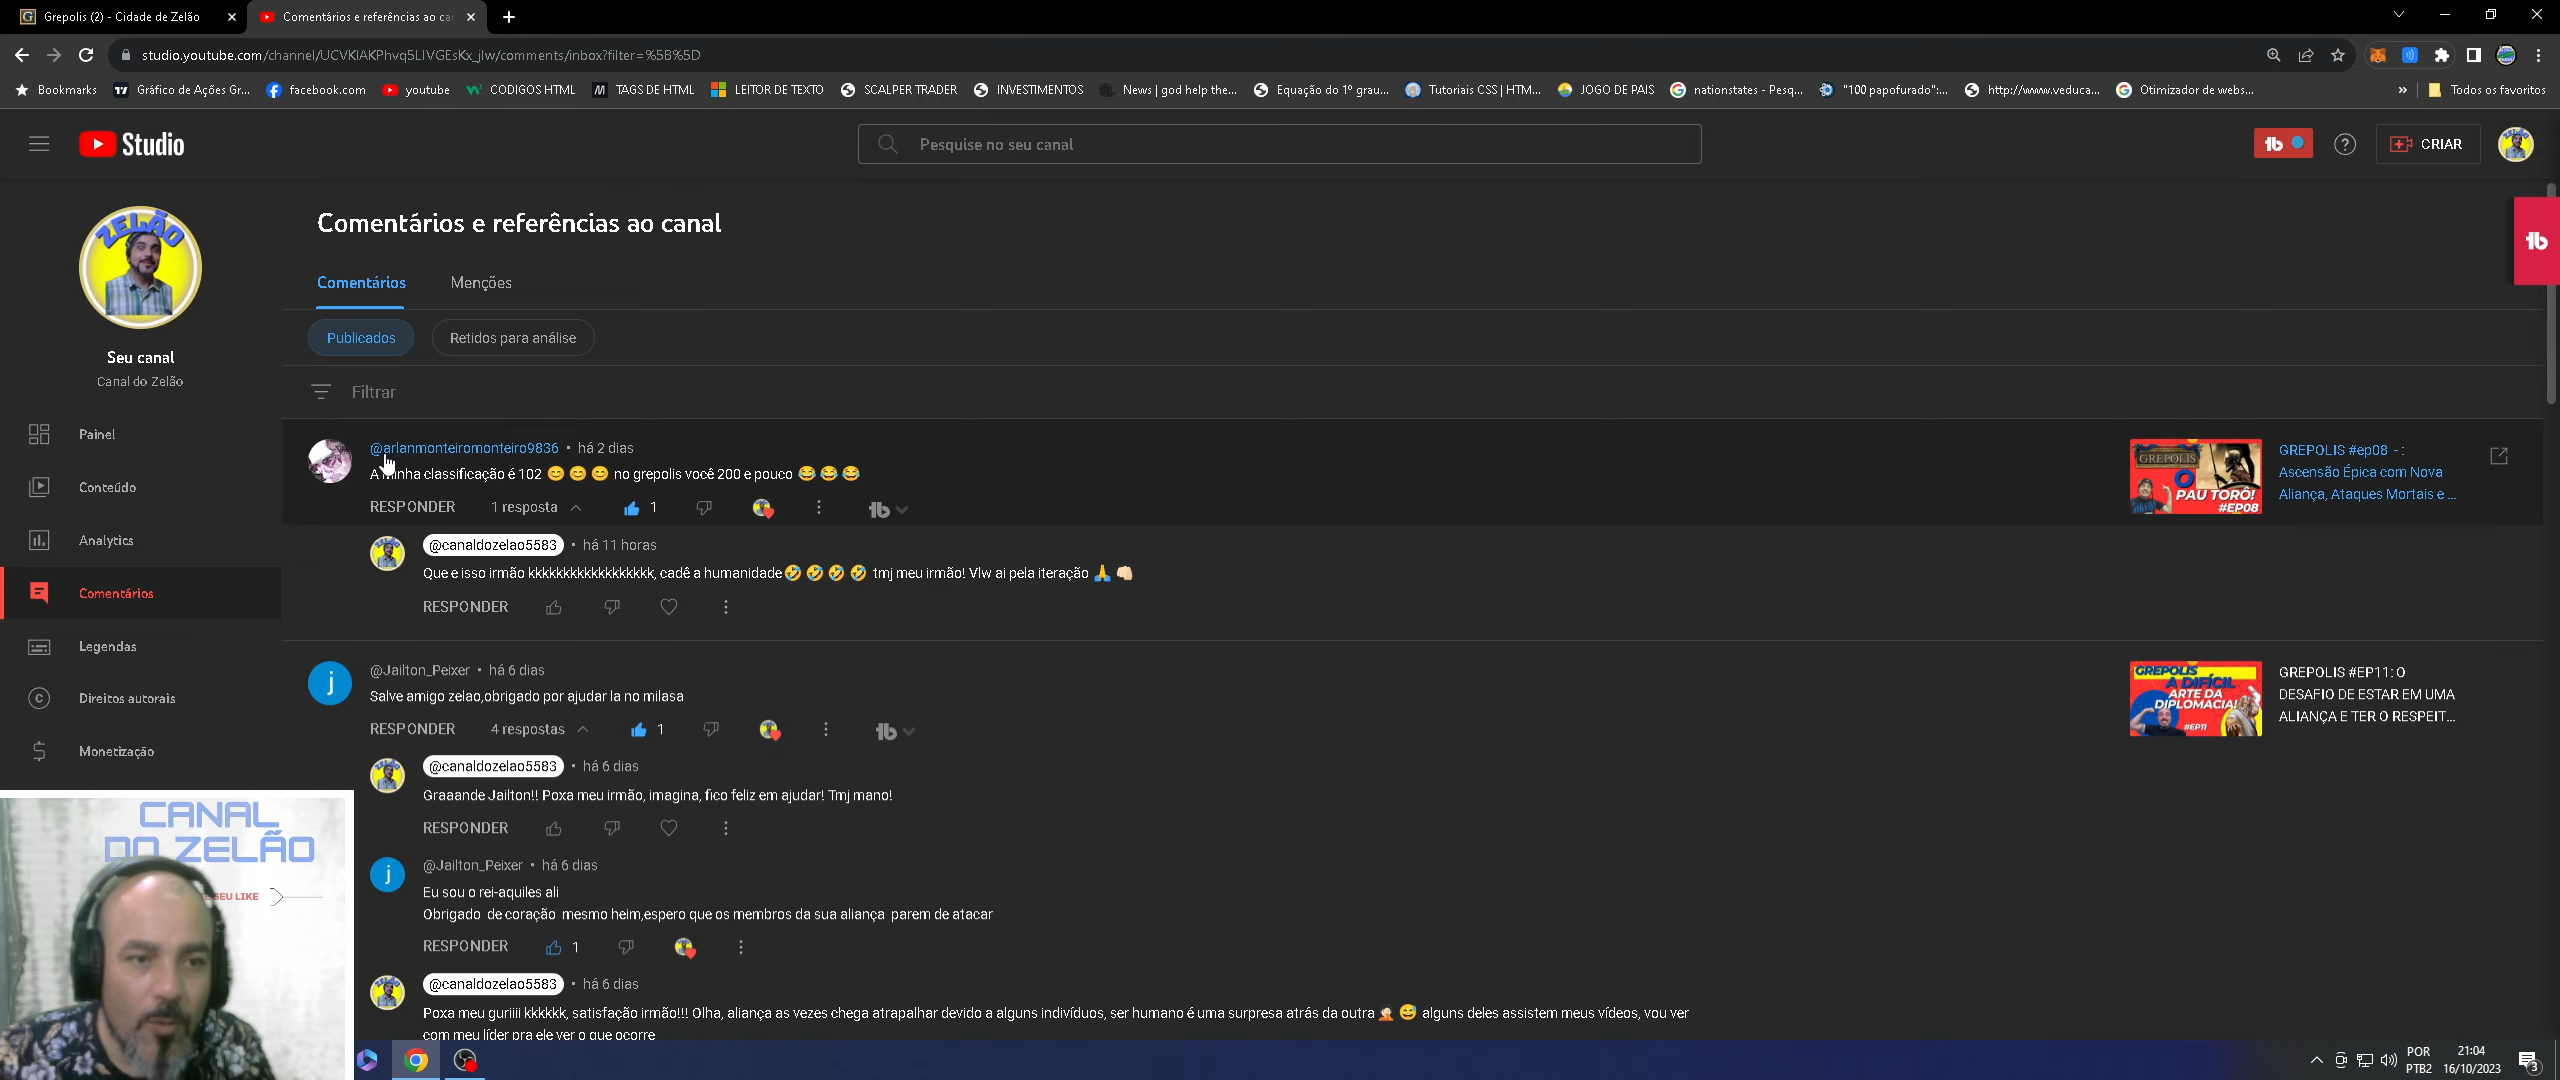 Grepolis (2) - Cidade de Zelão
Comentários e referências ao ca
studio.youtube.com/channel/UCVKlAKPhvq5LIVGEsKx_jlw/comments/inbox?filter=%5B%5D
Bookmarks
Gráfico de Ações Gr...
facebook.com
youtube
CODIGOS HTML
TAGS DE HTML
LEITOR DE TEXTO
SCALPER TRADER
INVESTIMENTOS
News | god help the...
Equação do 1º grau...
Tutoriais CSS | HTM...
JOGO DE PAIS
nationstates - Pesq...
"100 papofurado":...
http://www.veduca...
Otimizador de webs...
»
Todos os favoritos
Studio
Pesquise no seu canal
CRIAR
ZELÃO
Seu canal
Canal do Zelão
Painel
Conteúdo
Analytics
Comentários
Legendas
Direitos autorais
Monetização
Comentários e referências ao canal
Comentários
Menções
Publicados
Retidos para análise
Filtrar
@arlanmonteiromonteiro9836 • há 2 dias
A minha classificação é 102 😊 😊 😊 no grepolis você 200 e pouco 😂 😂 😂
RESPONDER 1 resposta 1
GREPOLIS
O
PAU TORÔ!
#EP08
GREPOLIS #ep08 - :
Ascensão Épica com Nova
Aliança, Ataques Mortais e ...
@canaldozelao5583 • há 11 horas
Que e isso irmão kkkkkkkkkkkkkkkkkk, cadê a humanidade🤣 🤣 🤣 🤣 tmj meu irmão! Vlw ai pela iteração 🙏 👊🏻
RESPONDER
@Jailton_Peixer • há 6 dias
Salve amigo zelao,obrigado por ajudar la no milasa
RESPONDER 4 respostas 1
GREPOLIS
A DIFÍCIL
ARTE DA
DIPLOMACIA!
#EP11
GREPOLIS #EP11: O
DESAFIO DE ESTAR EM UMA
ALIANÇA E TER O RESPEIT...
@canaldozelao5583 • há 6 dias
Graaande Jailton!! Poxa meu irmão, imagina, fico feliz em ajudar! Tmj mano!
RESPONDER
@Jailton_Peixer • há 6 dias
Eu sou o rei-aquiles ali
Obrigado de coração mesmo heim,espero que os membros da sua aliança parem de atacar
RESPONDER 1
@canaldozelao5583 • há 6 dias
Poxa meu guriiii kkkkkk, satisfação irmão!!! Olha, aliança as vezes chega atrapalhar devido a alguns indivíduos, ser humano é uma surpresa atrás da outra 🤦🏻 😅 alguns deles assistem meus vídeos, vou ver
com meu líder pra ele ver o que ocorre
CANAL
DO ZELÃO
SEU LIKE
POR
PTB2
21:04
16/10/2023
3